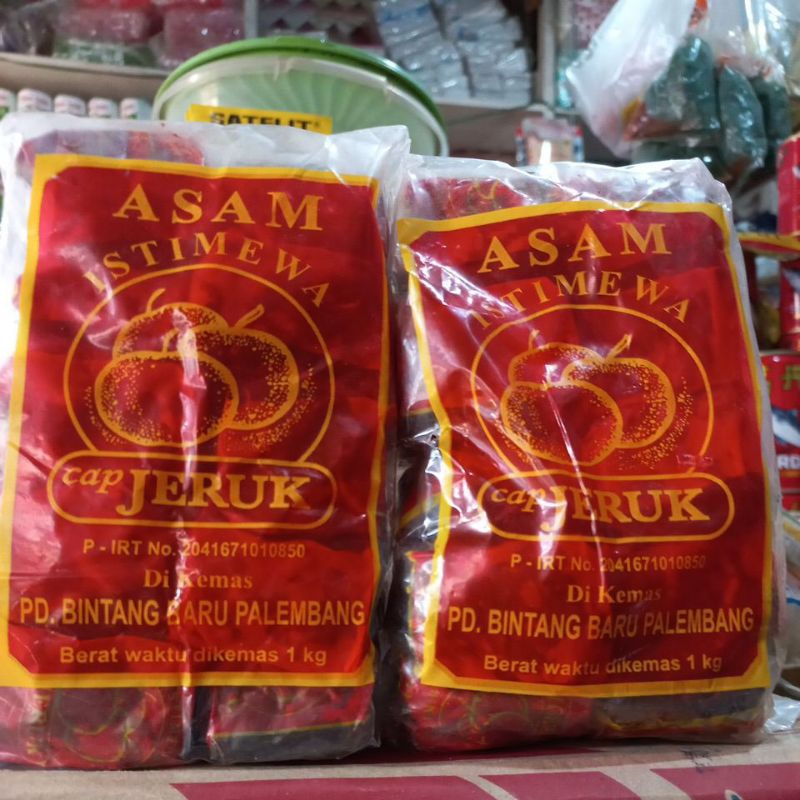 SATELIT
ASAM
ISTIMEWA
cap JERUK
P - IRT No. 2041671010850
Di Kemas
PD. BINTANG BARU PALEMBANG
Berat waktu dikemas 1 kg
ASAM
ISTIMEWA
cap JERUK
P - IRT No. 2041671010850
Di Kemas
PD. BINTANG BARU PALEMBANG
Berat waktu dikemas 1 kg